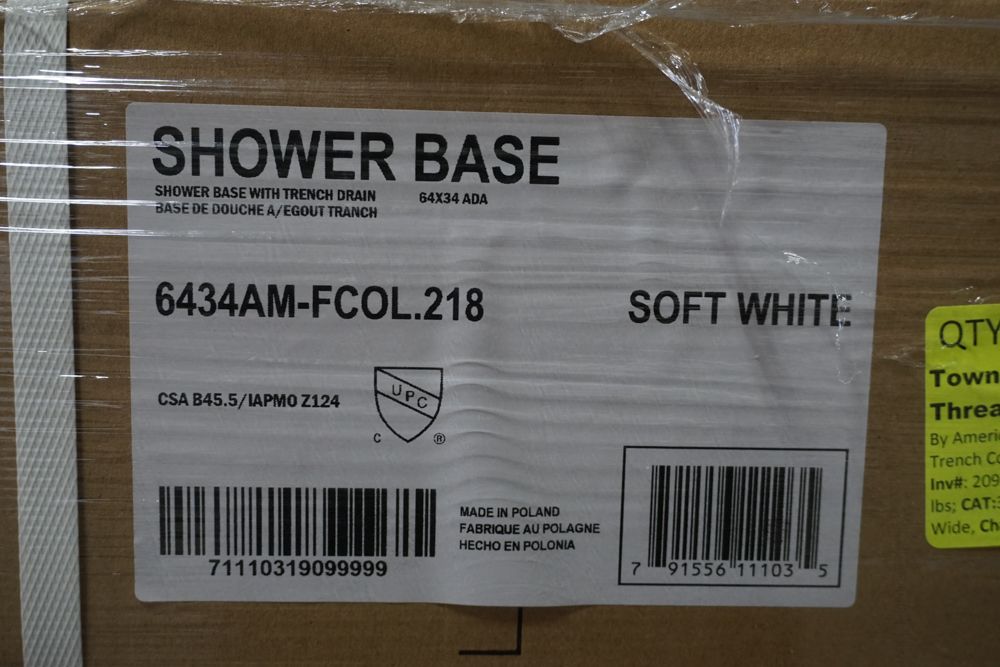 SHOWER BASE
SHOWER BASE WITH TRENCH DRAIN 64X34 ADA
BASE DE DOUCHE A/EGOUT TRANCH
6434AM-FCOL.218 SOFT WHITE
CSA B45.5/IAPMO Z124
UPC
C ®
71110319099999
MADE IN POLAND
FABRIQUE AU POLAGNE
HECHO EN POLONIA
7 91556 11103 5
QTY
Town
Threa
By Ameri
Trench Co
Inv#: 209
lbs; CAT:
Wide, Ch